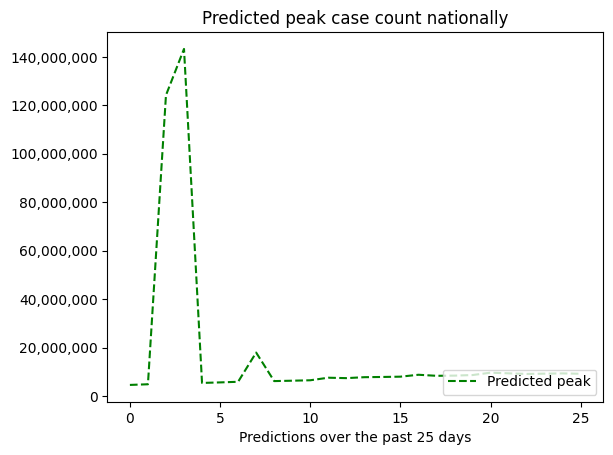 Predicted peak case count nationally
140,000,000
120,000,000
100,000,000
80,000,000
60,000,000
40,000,000
20,000,000
0
Predicted peak
0 5 10 15 20 25
Predictions over the past 25 days